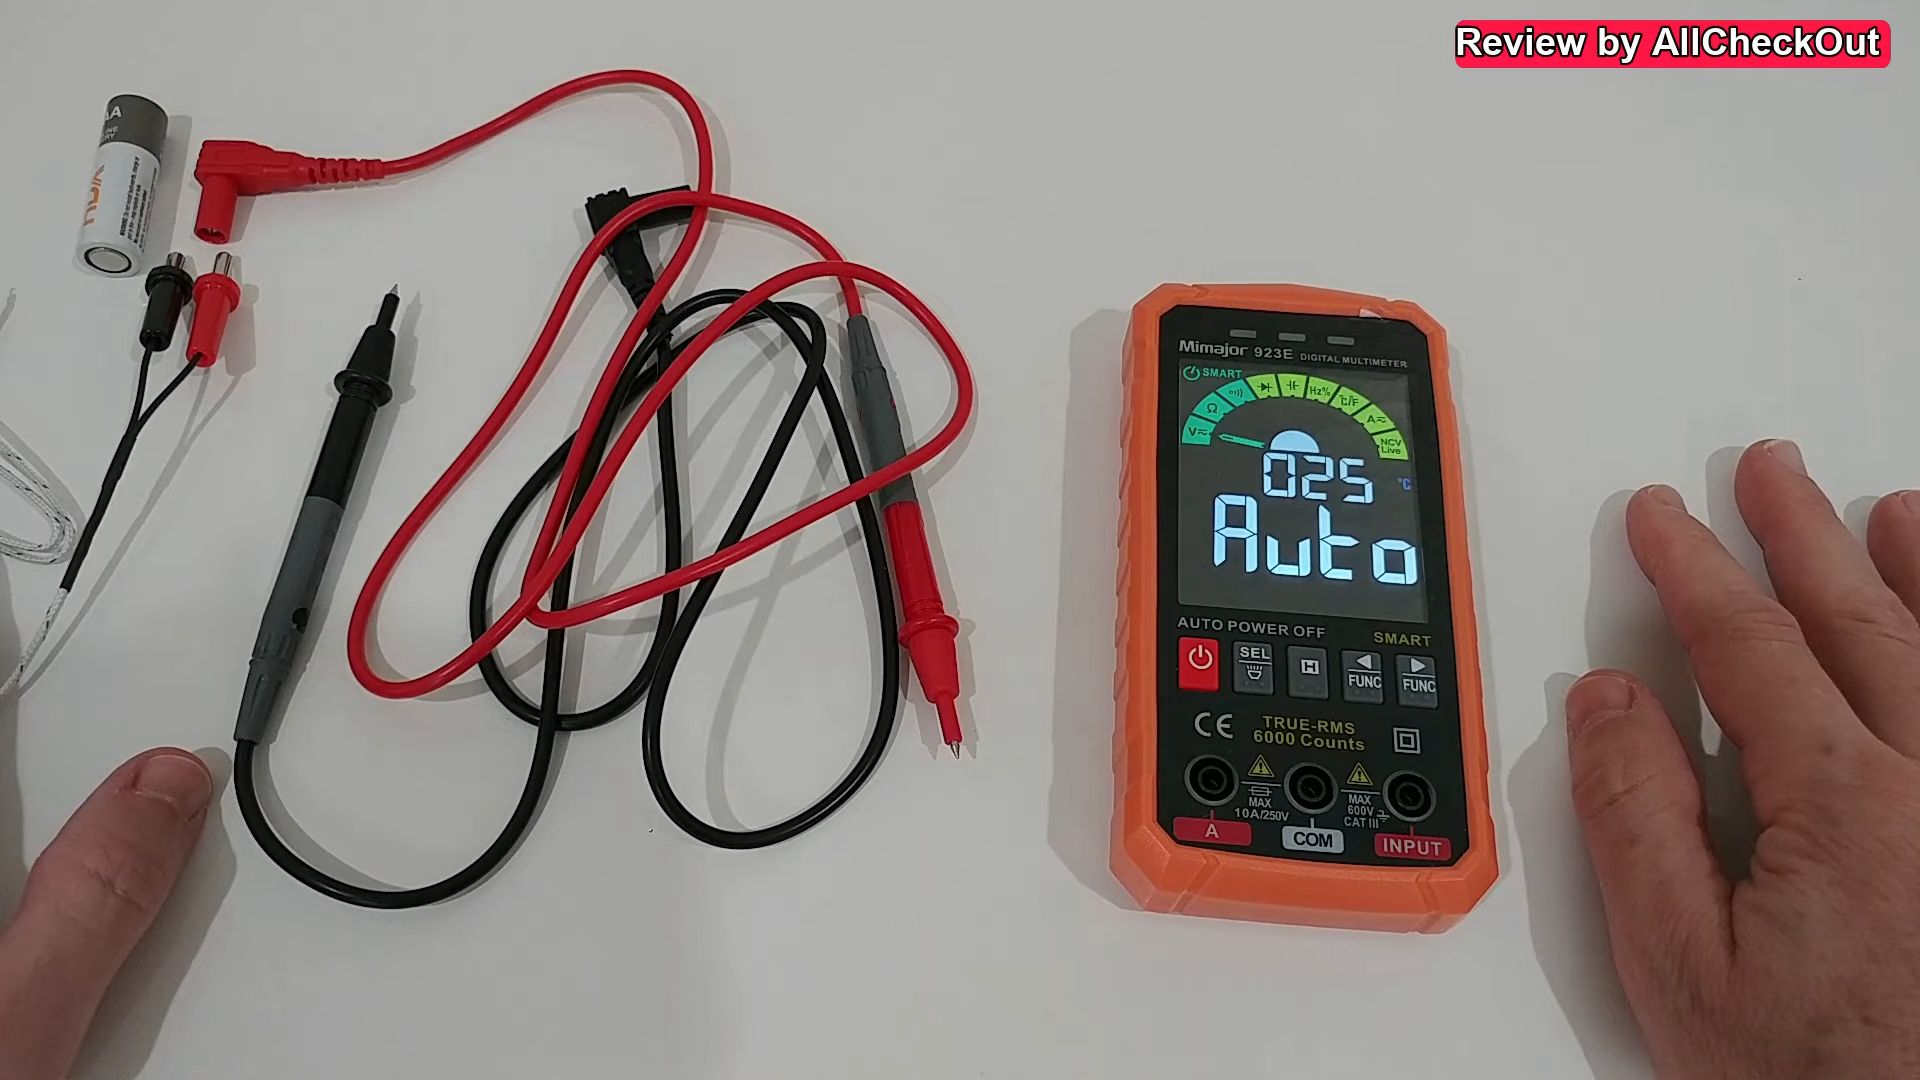 Review by AllCheckOut
AA
Mimajor 923E DIGITAL MULTIMETER
SMART
V Ω Hz% °C/F A NCV Live
025 °C
Auto
AUTO POWER OFF SMART
SEL H FUNC FUNC
CE TRUE-RMS
6000 Counts
MAX 10A/250V
MAX 600V CAT III
A COM INPUT